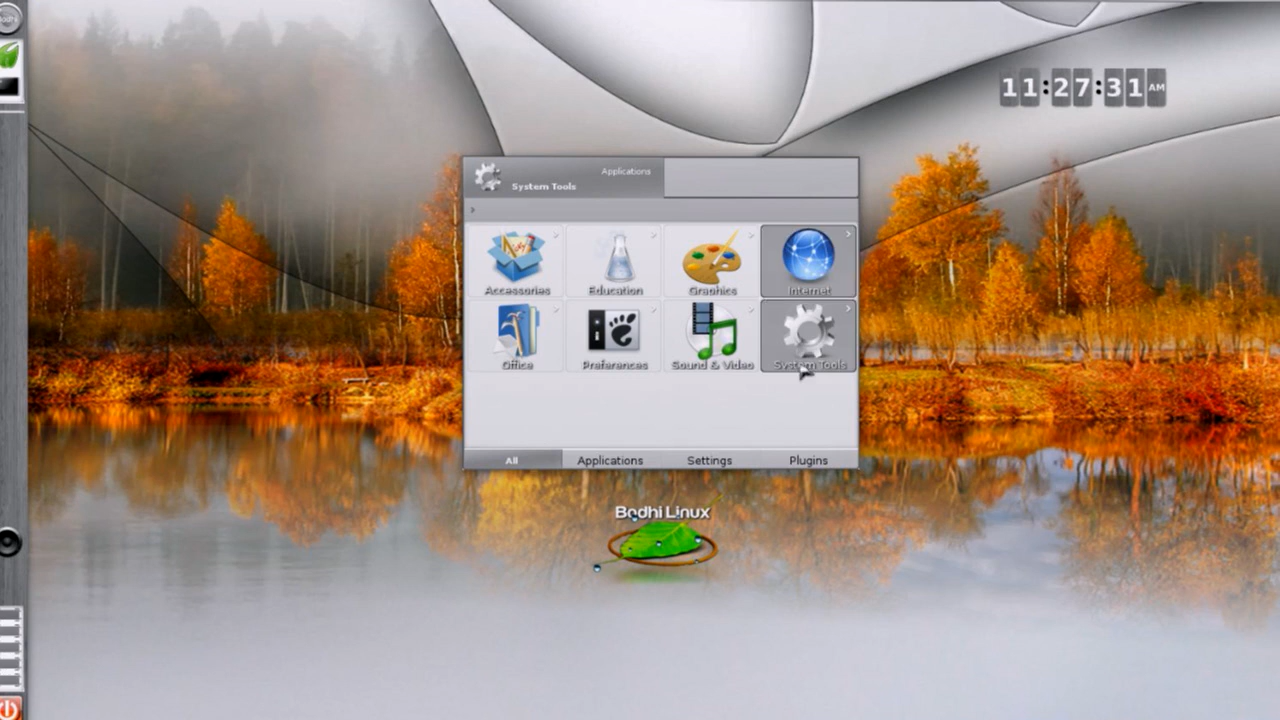 Bodhi
11:27:31 AM
Applications
System Tools
Accessories
Education
Graphics
Internet
Office
Preferences
Sound & Video
System Tools
All
Applications
Settings
Plugins
Bodhi Linux